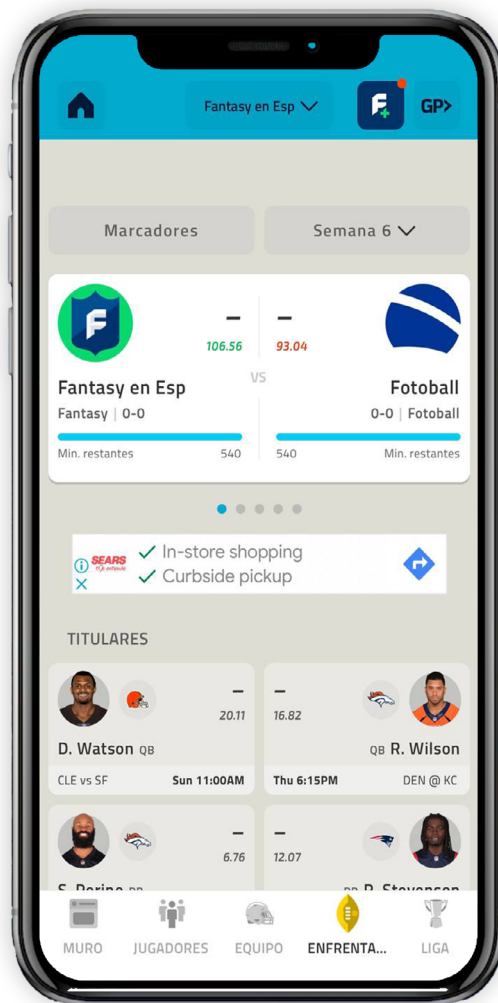 Fantasy en Esp
F+
GP>
Marcadores
Semana 6
F
106.56
93.04
VS
Fantasy en Esp
Fotoball
Fantasy | 0-0
0-0 | Fotoball
Min. restantes
540
540
Min. restantes
SEARS
In-store shopping
Curbside pickup
TITULARES
20.11
16.82
D. Watson QB
QB R. Wilson
CLE vs SF
Sun 11:00AM
Thu 6:15PM
DEN @ KC
6.76
12.07
S. Perine
R. Stevenson
MURO
JUGADORES
EQUIPO
ENFRENTA...
LIGA